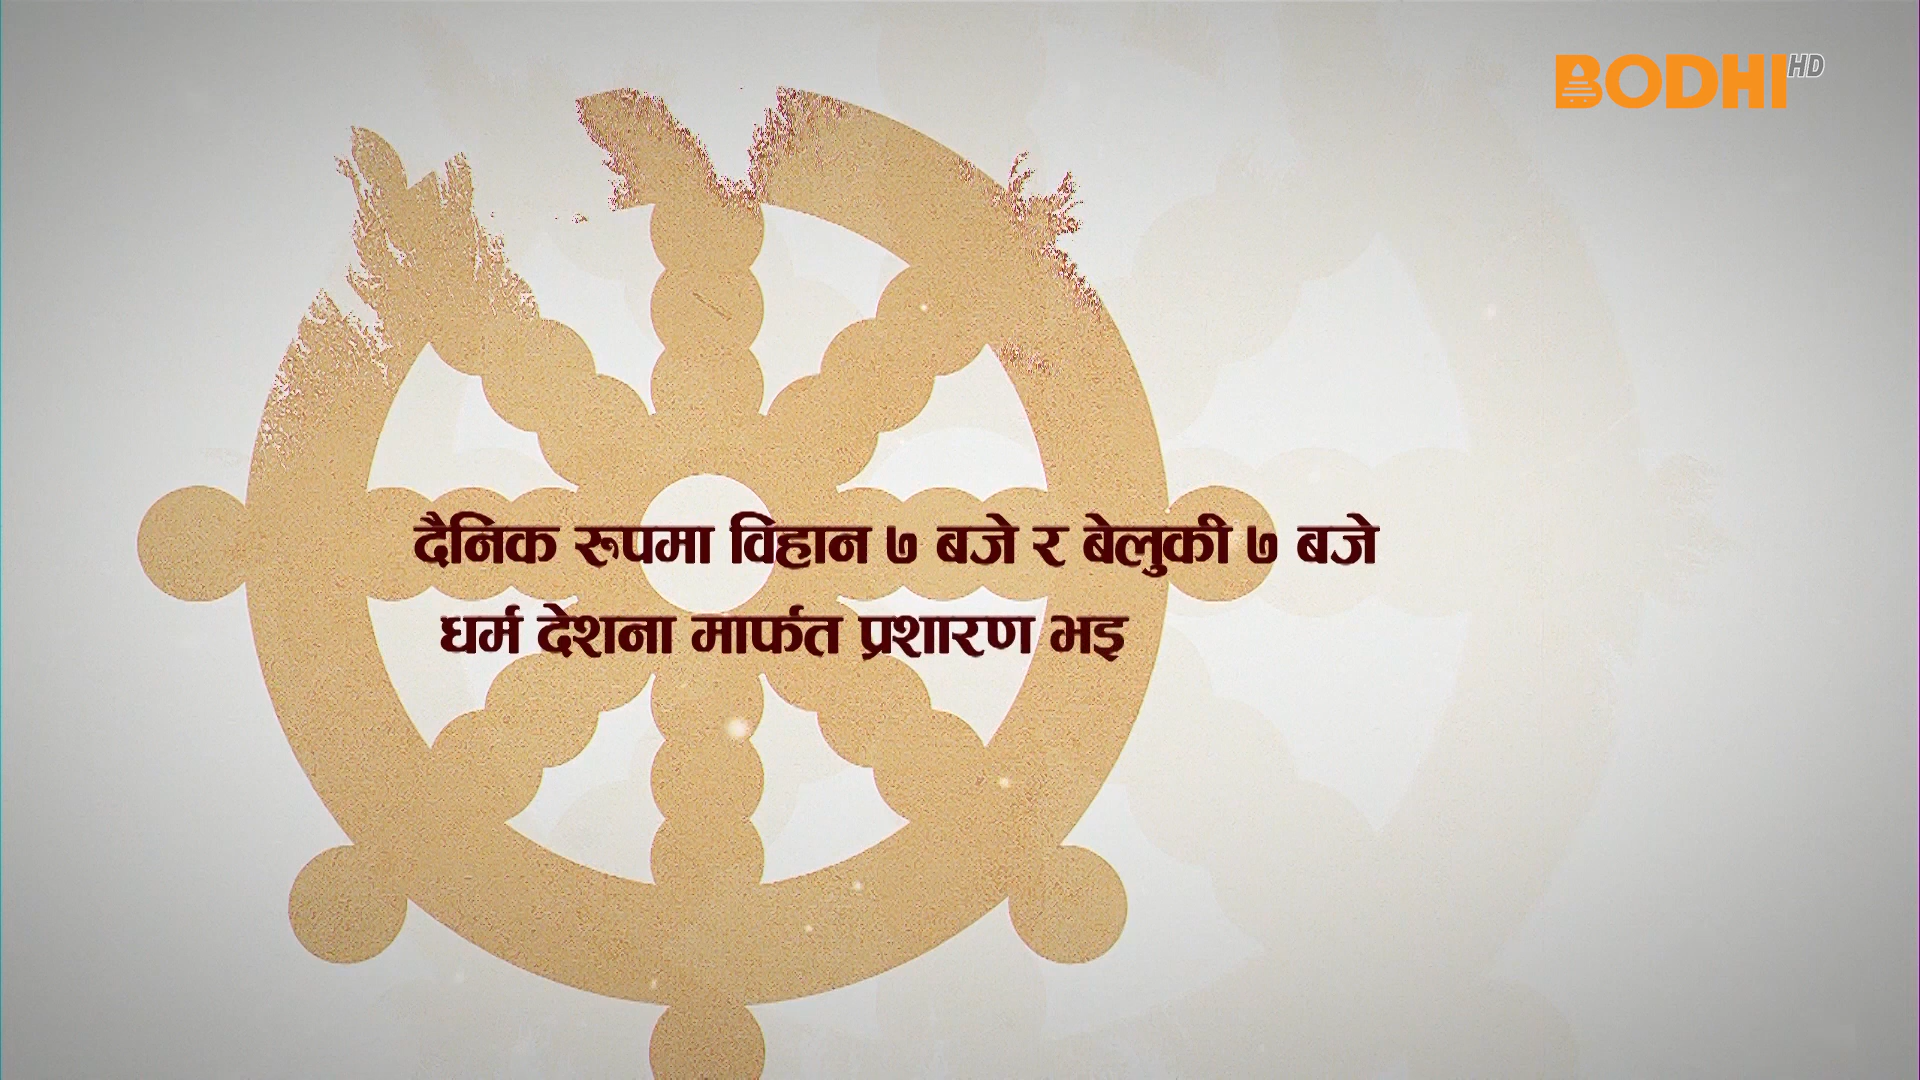 BODHI HD
दैनिक रुपमा विहान ७ बजे र बेलुकी ७ बजे
धर्म देशना मार्फत प्रशारण भइ